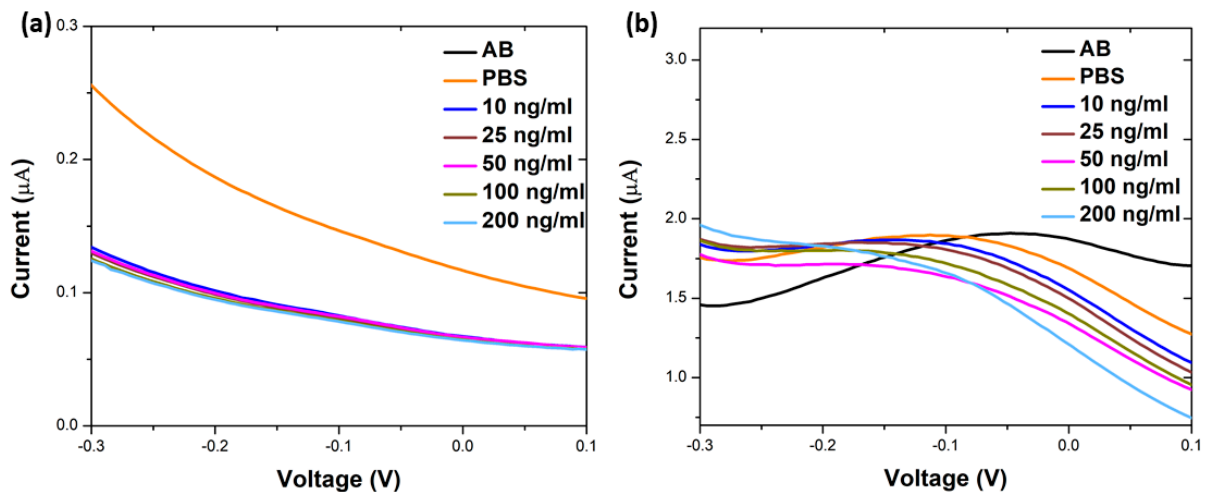 (a)
0.3
0.2
0.1
0.0
Current (μA)
-0.3 -0.2 -0.1 0.0 0.1
Voltage (V)
AB
PBS
10 ng/ml
25 ng/ml
50 ng/ml
100 ng/ml
200 ng/ml
(b)
3.0
2.5
2.0
1.5
1.0
Current (μA)
-0.3 -0.2 -0.1 0.0 0.1
Voltage (V)
AB
PBS
10 ng/ml
25 ng/ml
50 ng/ml
100 ng/ml
200 ng/ml